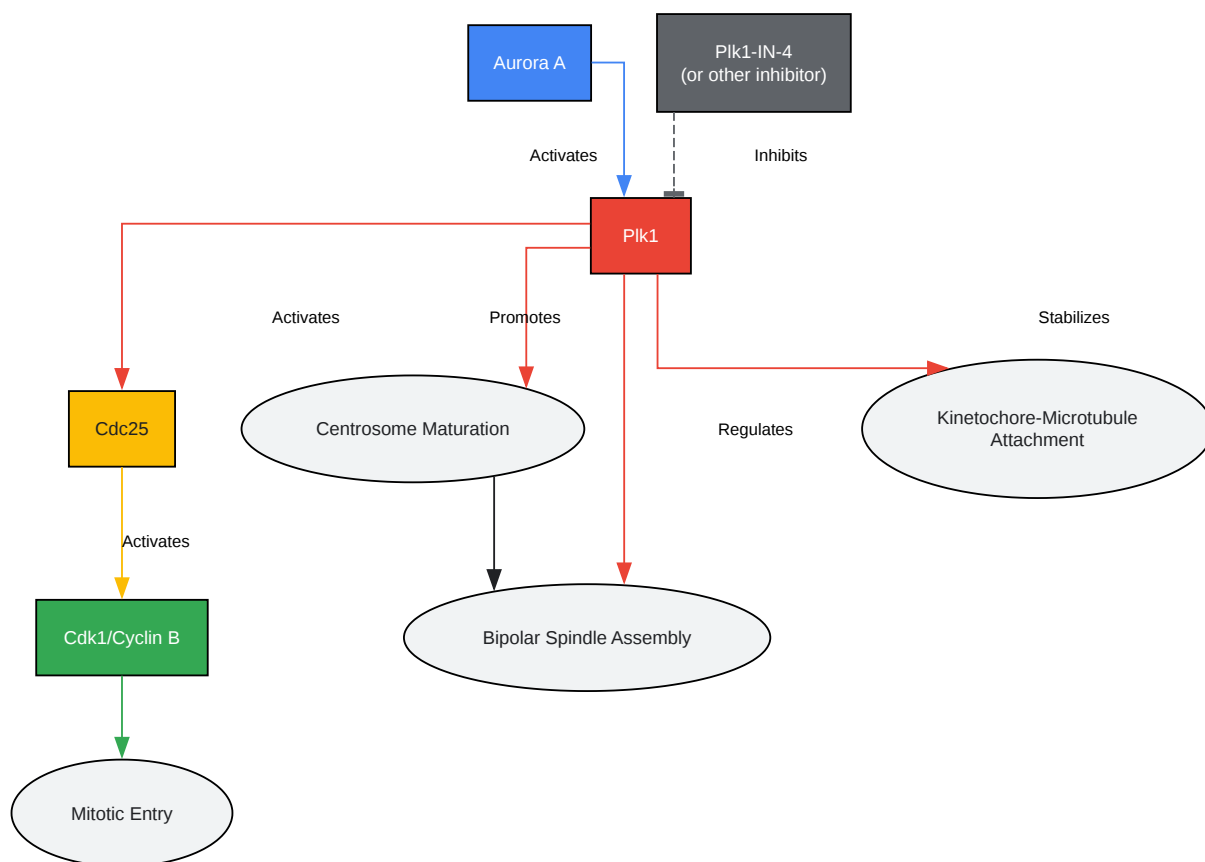 Aurora A
Plk1-IN-4
(or other inhibitor)
Activates
Inhibits
Plk1
Activates
Promotes
Stabilizes
Cdc25
Centrosome Maturation
Regulates
Kinetochore-Microtubule
Attachment
Activates
Cdk1/Cyclin B
Bipolar Spindle Assembly
Mitotic Entry